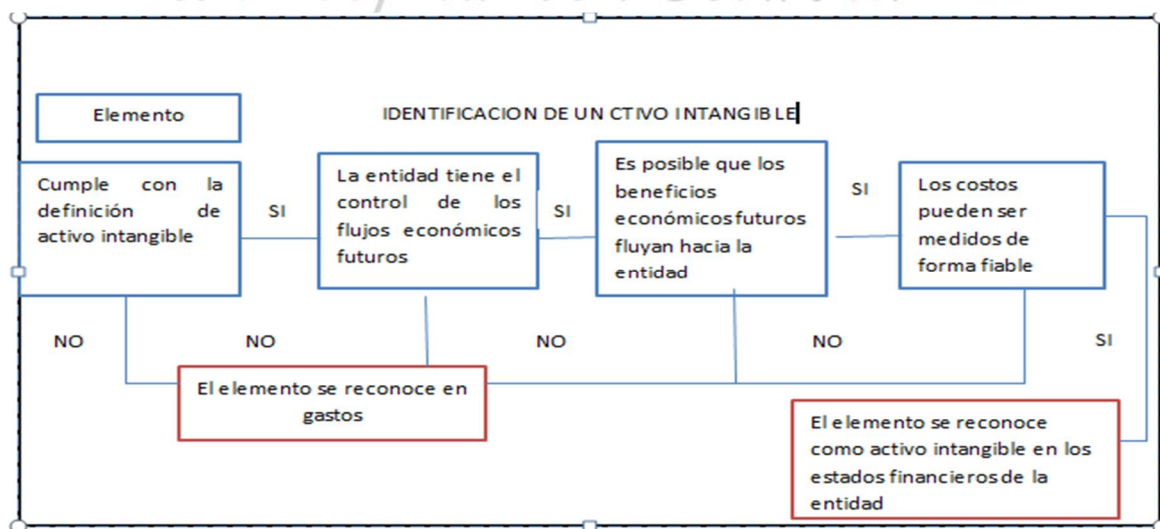 Elemento
IDENTIFICACION DE UN CTIVO INTANGIBLE
Cumple con la
definición de
activo intangible
SI
La entidad tiene el
control de los
flujos económicos
futuros
SI
Es posible que los
beneficios
económicos futuros
fluyan hacia la
entidad
SI
Los costos
pueden ser
medidos de
forma fiable
NO
NO
NO
NO
SI
El elemento se reconoce en
gastos
El elemento se reconoce
como activo intangible en los
estados financieros de la
entidad